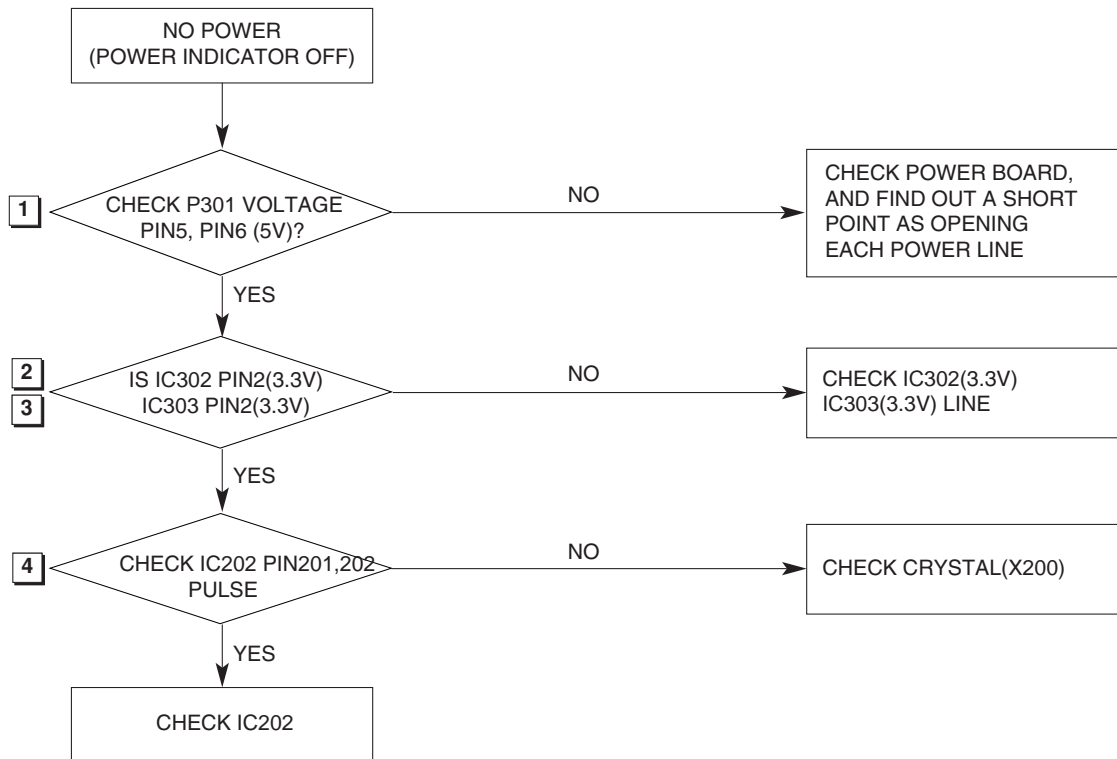 NO POWER
(POWER INDICATOR OFF)
1
CHECK P301 VOLTAGE
PIN5, PIN6 (5V)?
NO
CHECK POWER BOARD,
AND FIND OUT A SHORT
POINT AS OPENING
EACH POWER LINE
YES
2
3
IS IC302 PIN2(3.3V)
IC303 PIN2(3.3V)
NO
CHECK IC302(3.3V)
IC303(3.3V) LINE
YES
4
CHECK IC202 PIN201,202
PULSE
NO
CHECK CRYSTAL(X200)
YES
CHECK IC202